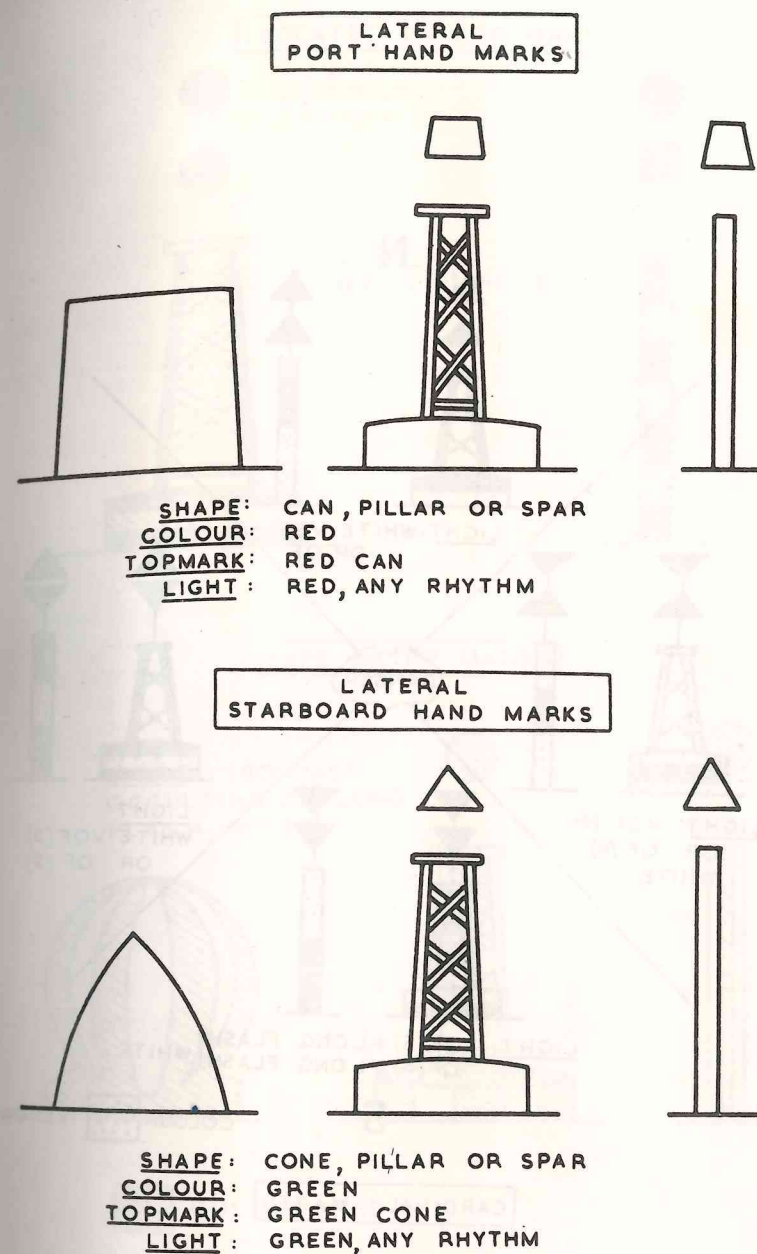 LATERAL
PORT HAND MARKS
SHAPE: CAN, PILLAR OR SPAR
COLOUR: RED
TOPMARK: RED CAN
LIGHT: RED, ANY RHYTHM
LATERAL
STARBOARD HAND MARKS
SHAPE: CONE, PILLAR OR SPAR
COLOUR: GREEN
TOPMARK: GREEN CONE
LIGHT: GREEN, ANY RHYTHM